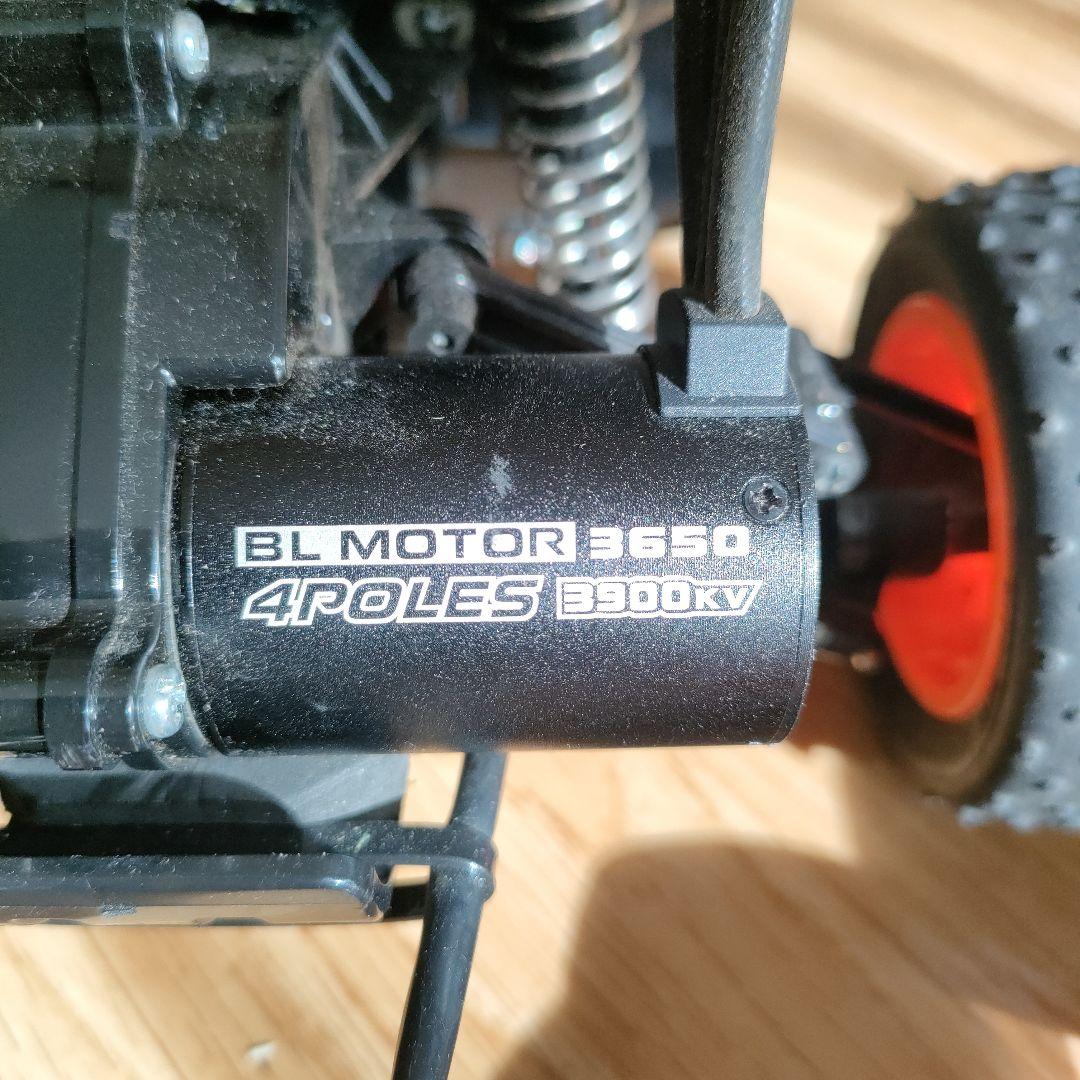 BL MOTOR 3650
4POLES 3900KV